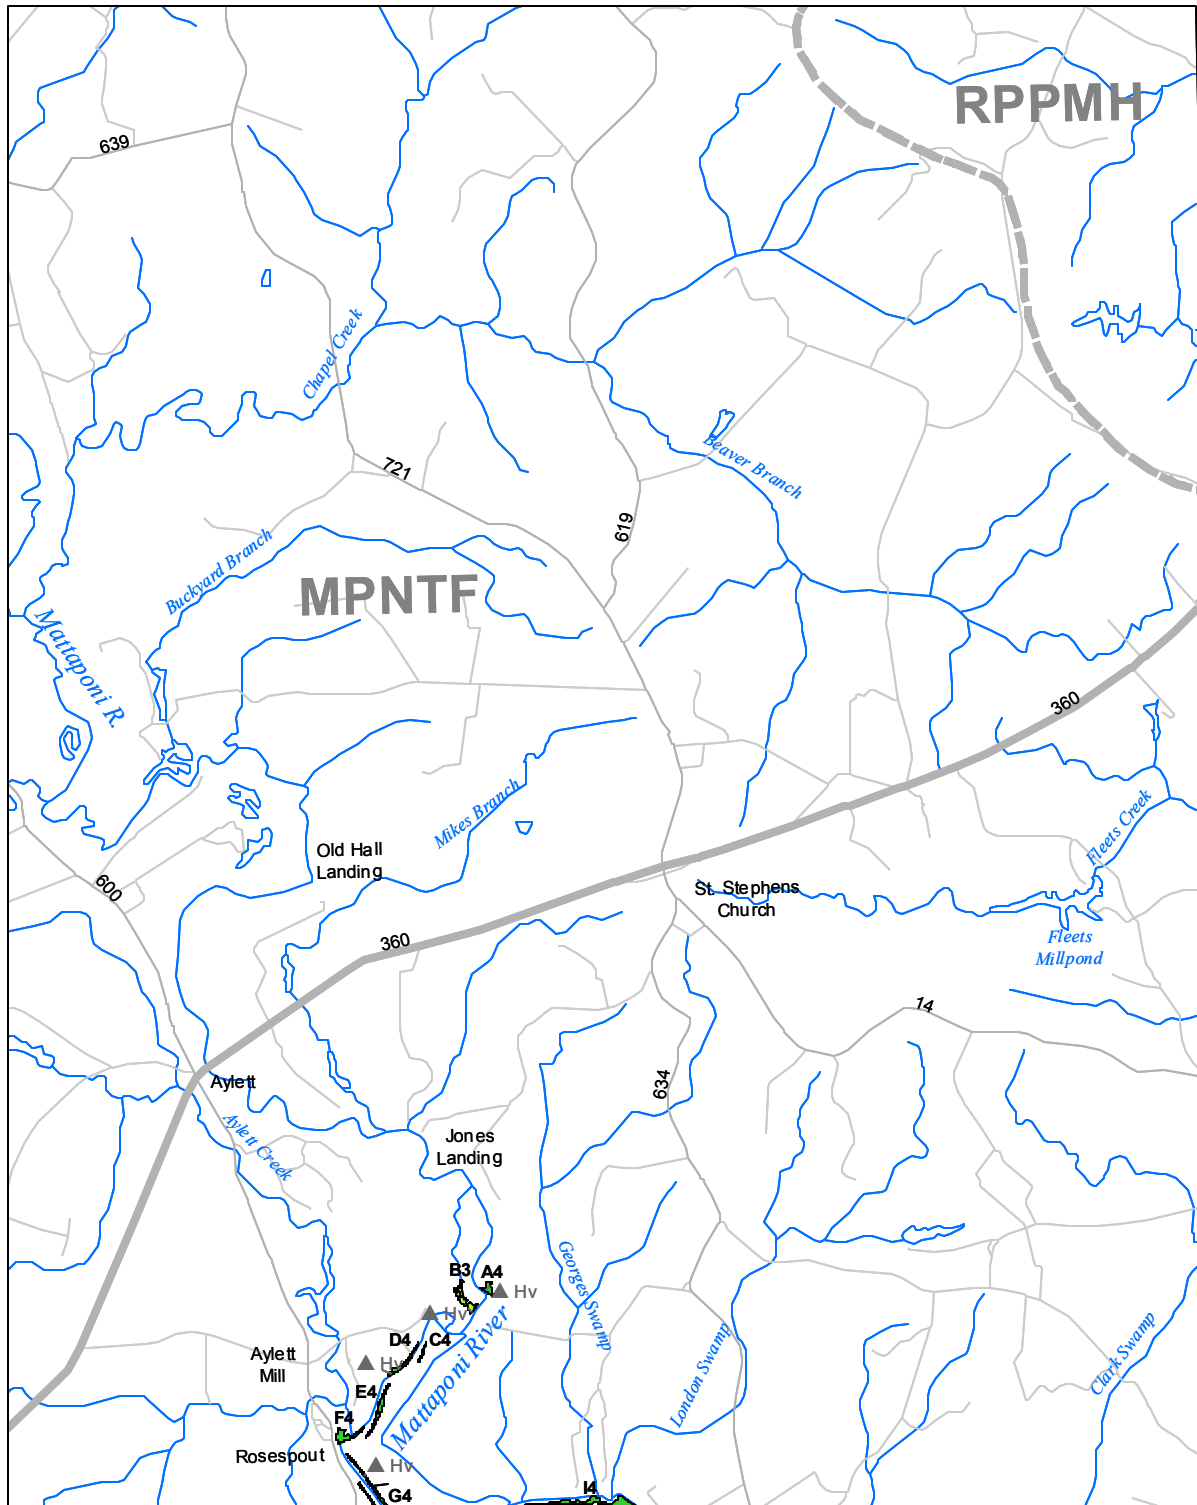 RPPMH
639
Chapel Creek
721
Beaver Branch
619
Buckyard Branch
MPNTF
Mattaponi R.
360
Mikes Branch
Fleets Creek
Old Hall
Landing
600
St. Stephens
Church
360
Fleets
Millpond
14
634
Aylett
Aylett Creek
Jones
Landing
Georges Swamp
B3
A4
Hv
Hv
D4
C4
Mattaponi River
London Swamp
Clark Swamp
Aylett
Mill
Hv
E4
F4
Rosespout
Hv
G4
I4